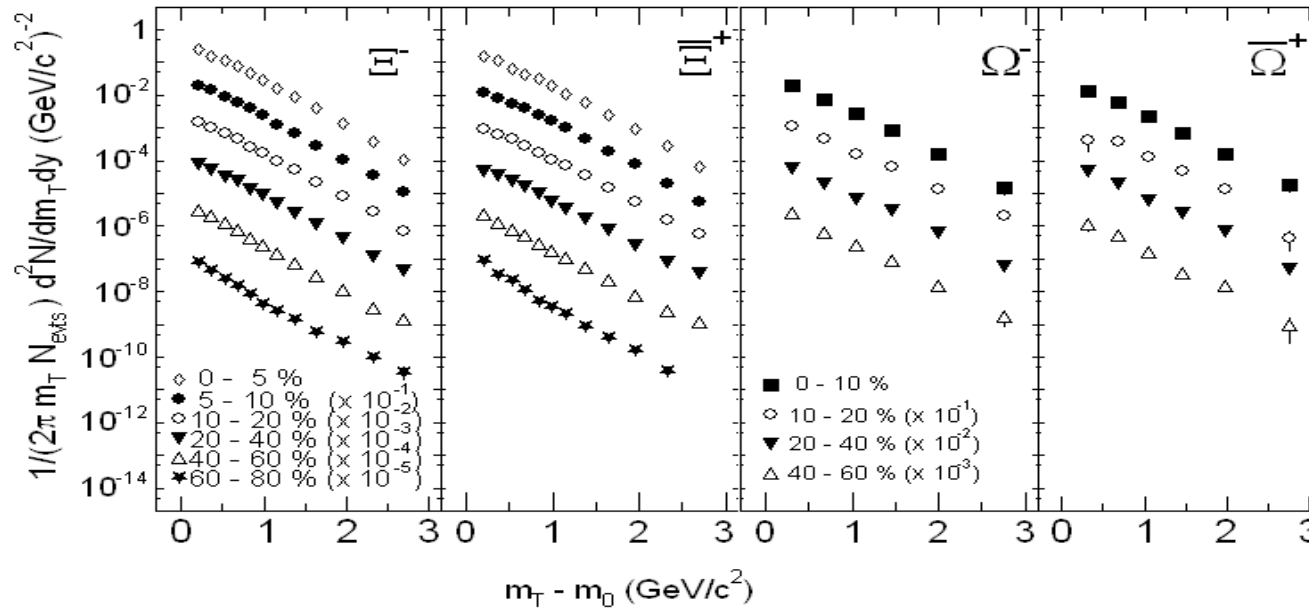 1/(2π m_T N_evts) d²N/dm_T dy (GeV/c²)⁻²
1
10⁻²
10⁻⁴
10⁻⁶
10⁻⁸
10⁻¹⁰
10⁻¹²
10⁻¹⁴
Ξ⁻
Ξ̅⁺
Ω⁻
Ω̅⁺
0 - 5 %
5 - 10 % (x 10⁻¹)
10 - 20 % (x 10⁻²)
20 - 40 % (x 10⁻³)
40 - 60 % (x 10⁻⁴)
60 - 80 % (x 10⁻⁵)
0 - 10 %
10 - 20 % (x 10⁻¹)
20 - 40 % (x 10⁻²)
40 - 60 % (x 10⁻³)
0 1 2 3 0 1 2 3 0 1 2 3 0 1 2 3
m_T - m_0 (GeV/c²)